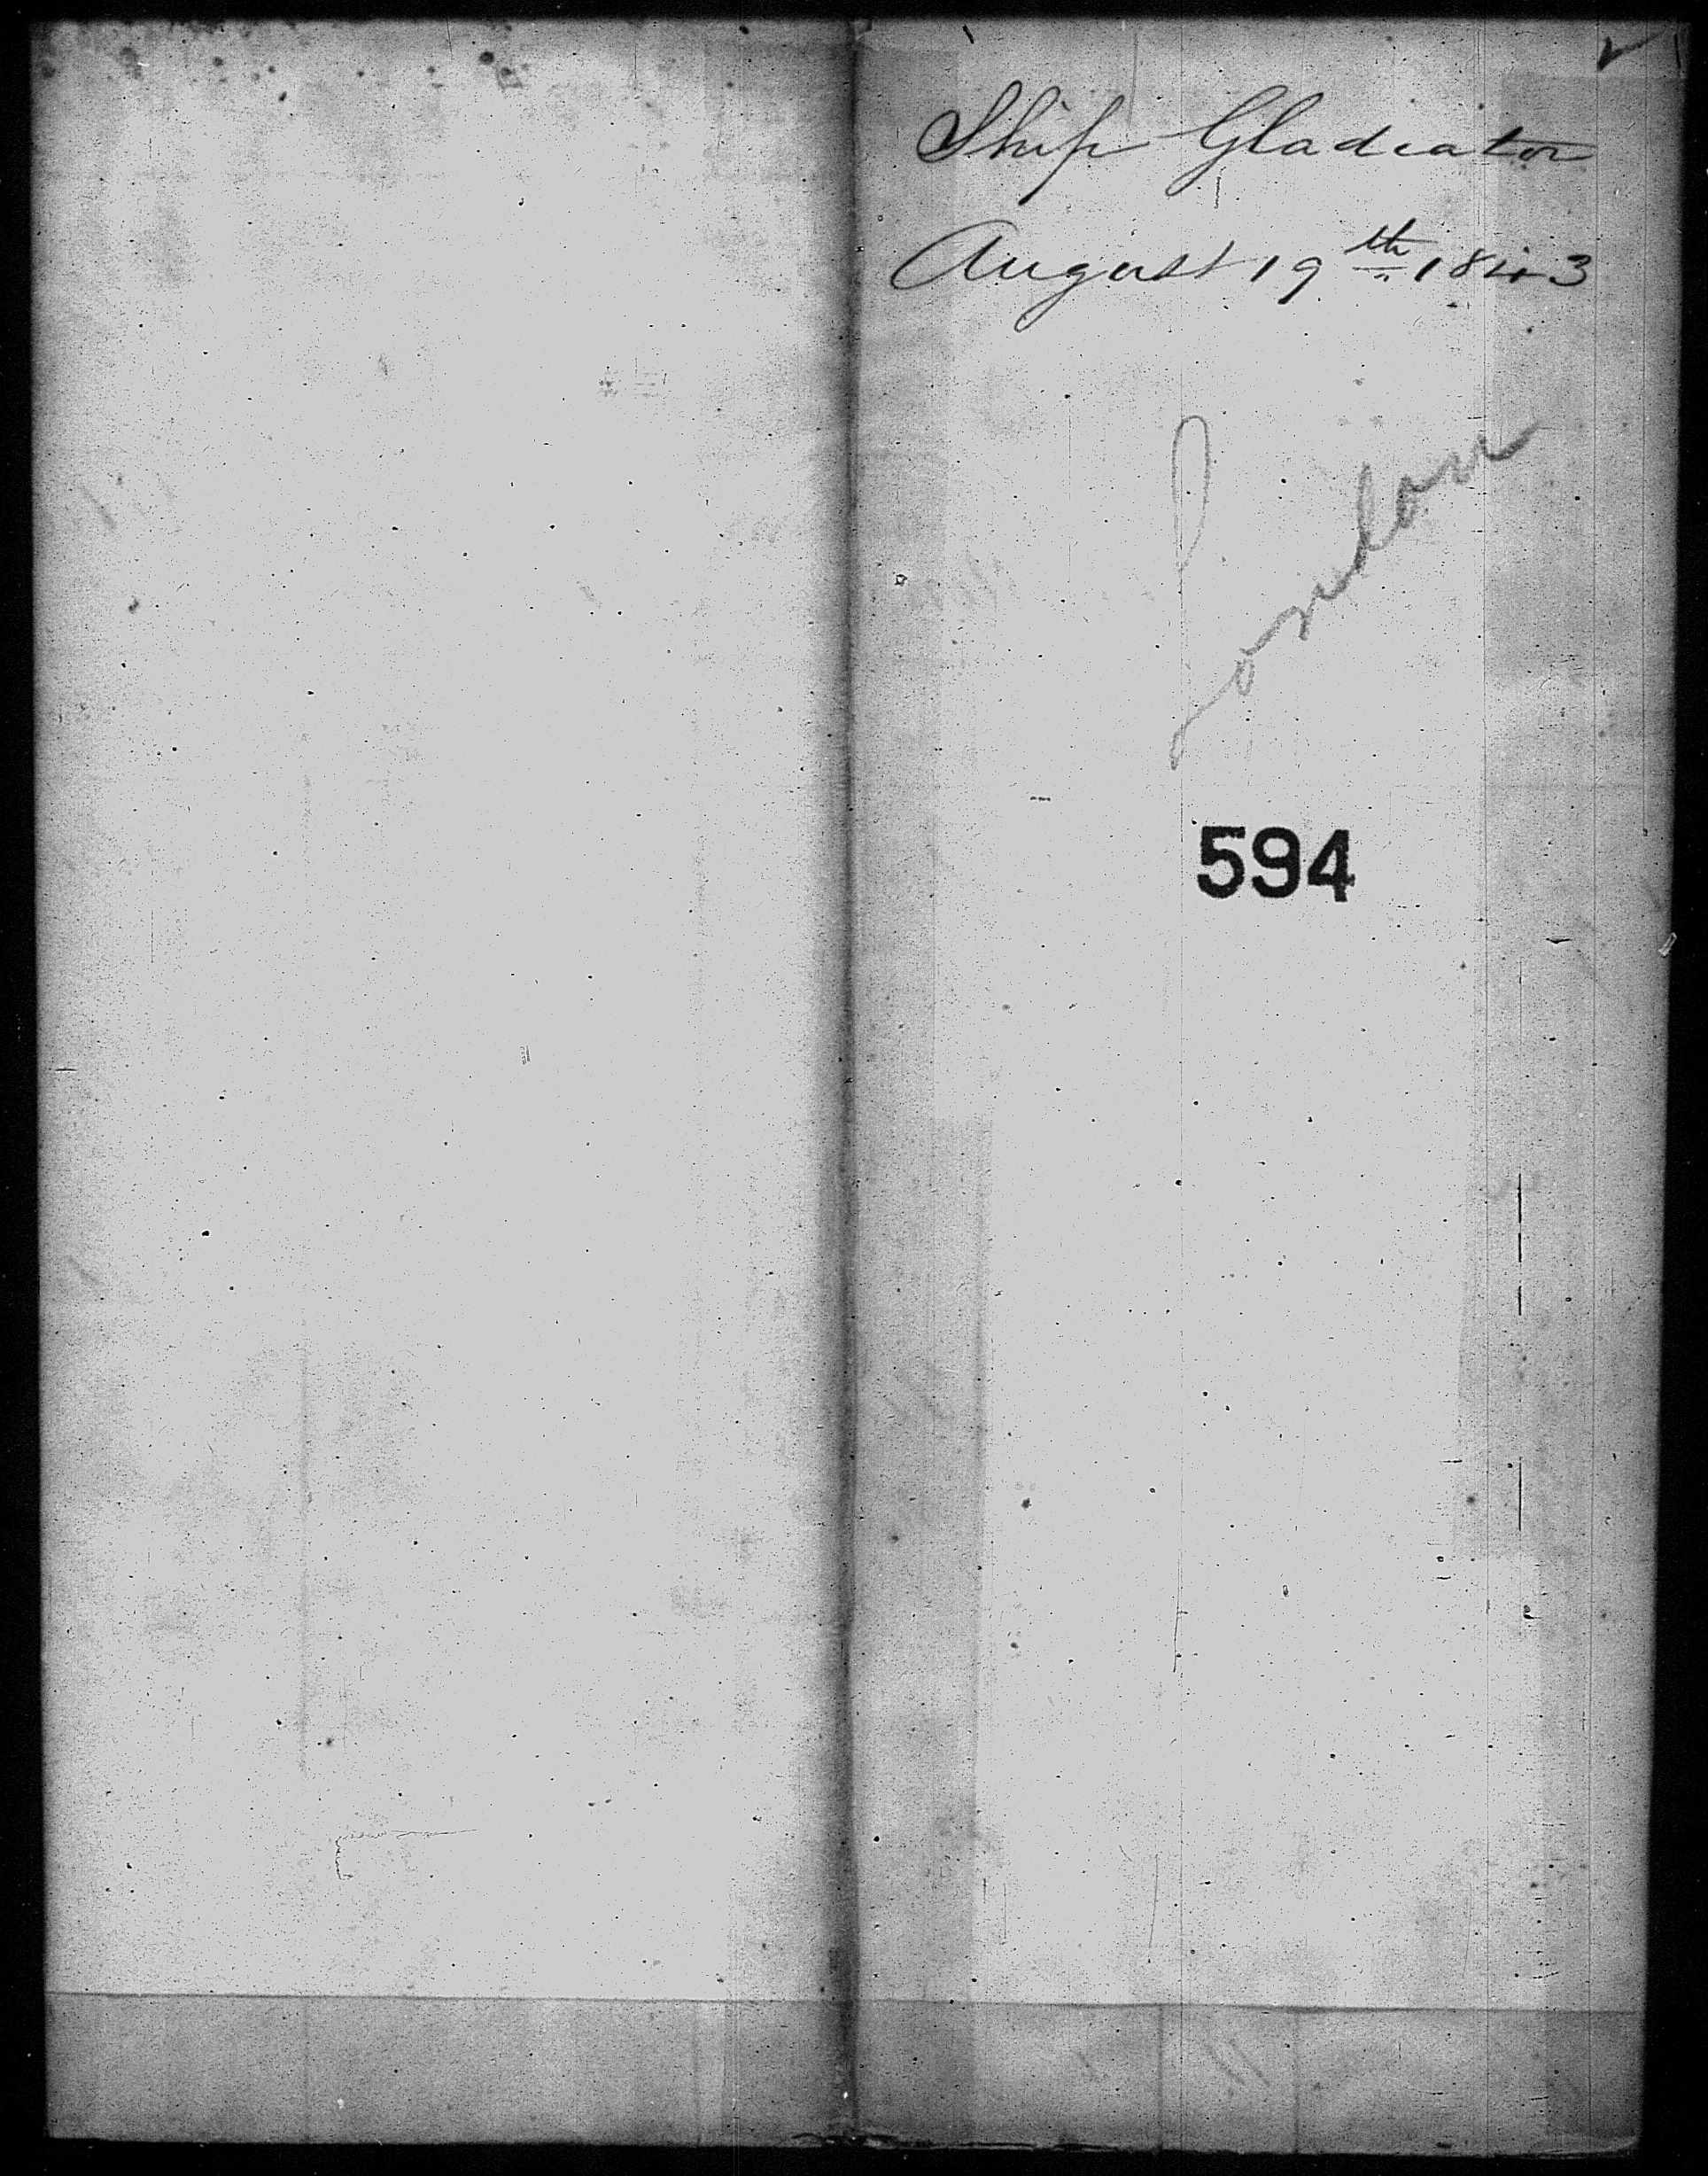 Ship Gladiator
August 19th 1843
London
594